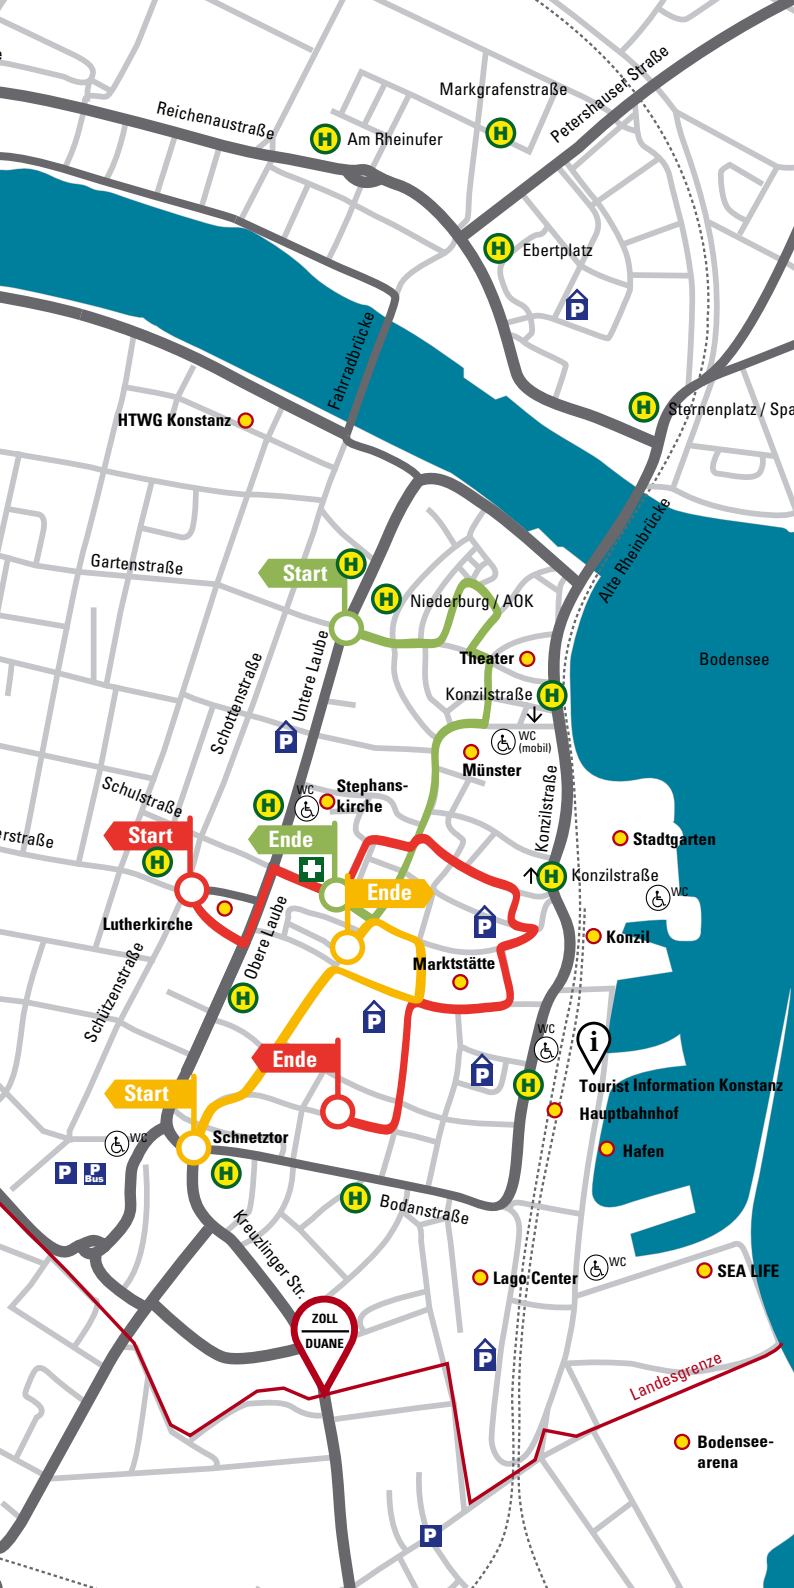 Markgrafenstraße
Petershauser Straße
Reichenaustraße
H
Am Rheinufer
H
H
Ebertplatz
P
Fahrradbrücke
H
Sternenplatz / Spa
HTWG Konstanz
Alte Rheinbrücke
Gartenstraße
Start
H
H
Niederburg / AOK
Untere Laube
Theater
Bodensee
Schottenstraße
Konzilstraße
H
P
WC
(mobil)
Münster
Schulstraße
WC
Stephans-
kirche
H
Konzilstraße
erstraße
Start
H
Ende
Stadtgarten
H
Konzilstraße
WC
Ende
Lutherkirche
Obere Laube
P
Konzil
Schützenstraße
Marktstätte
H
P
WC
i
Ende
P
H
Tourist Information Konstanz
Start
Hauptbahnhof
WC
Schnetztor
Hafen
P
P
Bus
H
H
Bodanstraße
Kreuzlinger Str.
Lago Center
WC
SEA LIFE
ZOLL
DUANE
P
Landesgrenze
Bodensee-
arena
P